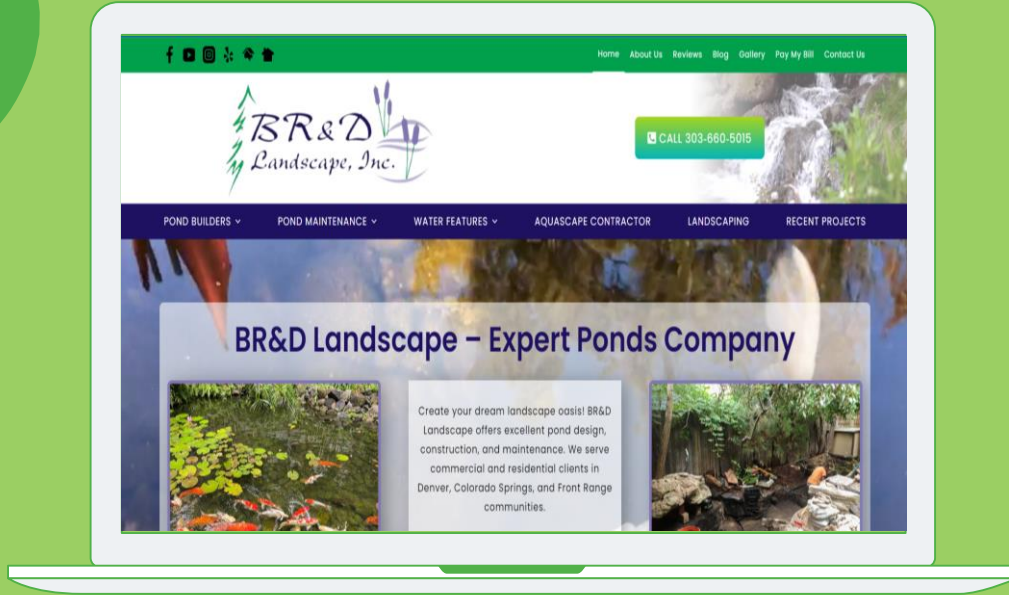 Home About Us Reviews Blog Gallery Pay My Bill Contact Us
BR&D
Landscape, Inc.
CALL 303-660-5015
POND BUILDERS POND MAINTENANCE WATER FEATURES AQUASCAPE CONTRACTOR LANDSCAPING RECENT PROJECTS
BR&D Landscape – Expert Ponds Company
Create your dream landscape oasis! BR&D
Landscape offers excellent pond design,
construction, and maintenance. We serve
commercial and residential clients in
Denver, Colorado Springs, and Front Range
communities.